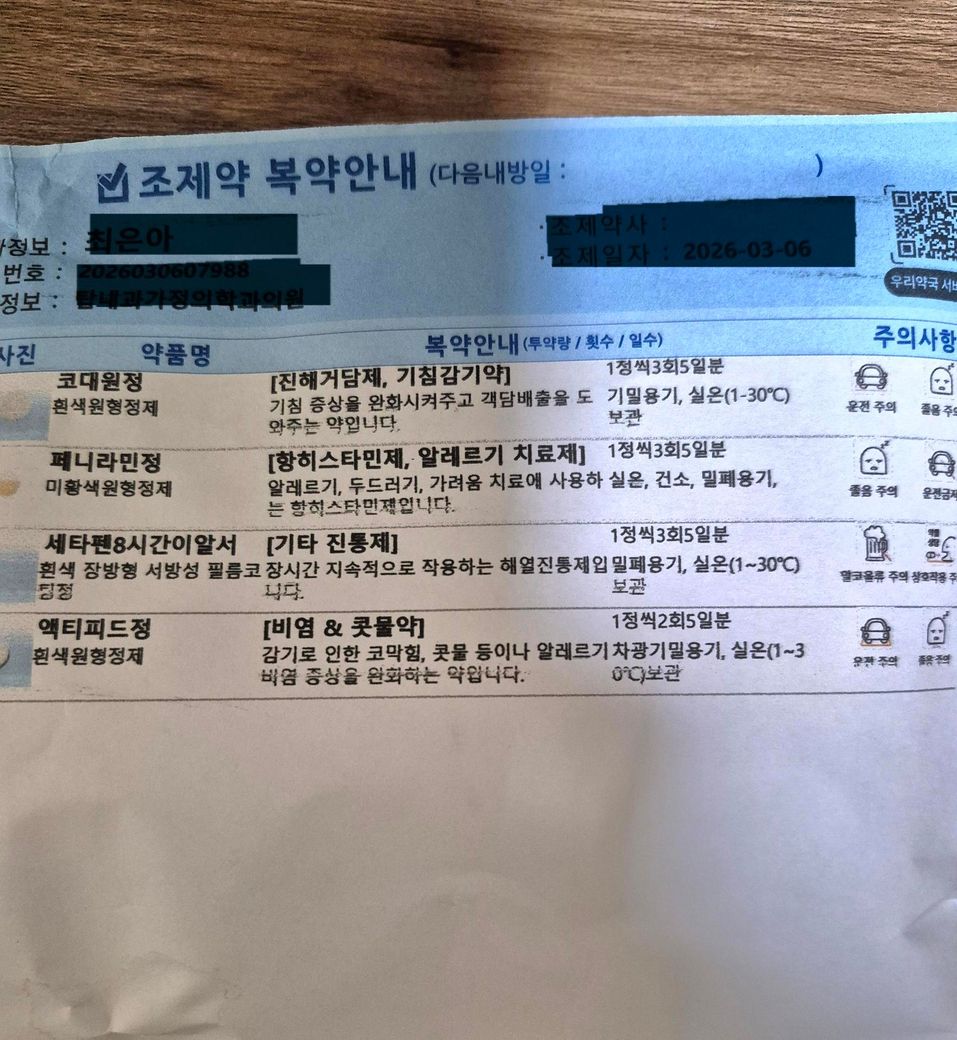 조제약 복약안내 (다음내방일 : )
정보 : 최은아
조제약사 :
번호 : 2026030607988
조제일자 : 2026-03-06
정보 : 탑내과가정의학과의원
우리약국 서비
사진 약품명 복약안내 (투약량 / 횟수 / 일수) 주의사항
코대원정 [진해거담제, 기침감기약] 1정씩3회5일분
흰색원형정제 기침 증상을 완화시켜주고 객담배출을 도 기밀용기, 실온(1-30℃)
와주는 약입니다. 보관
운전 주의 졸음 주의
페니라민정 [항히스타민제, 알레르기 치료제] 1정씩3회5일분
미황색원형정제 알레르기, 두드러기, 가려움 치료에 사용하 실온, 건소, 밀폐용기,
는 항히스타민제입니다.
졸음 주의 운전금지
세타펜8시간이알서 [기타 진통제] 1정씩3회5일분
흰색 장방형 서방성 필름코 장시간 지속적으로 작용하는 해열진통제입 밀폐용기, 실온(1~30℃)
팅정 니다. 보관
알코올류 주의 상호작용 주
액티피드정 [비염 & 콧물약] 1정씩2회5일분
흰색원형정제 감기로 인한 코막힘, 콧물 등이나 알레르기 차광기밀용기, 실온(1~3
비염 증상을 완화하는 약입니다. 0℃)보관
운전 주의 졸음 주의